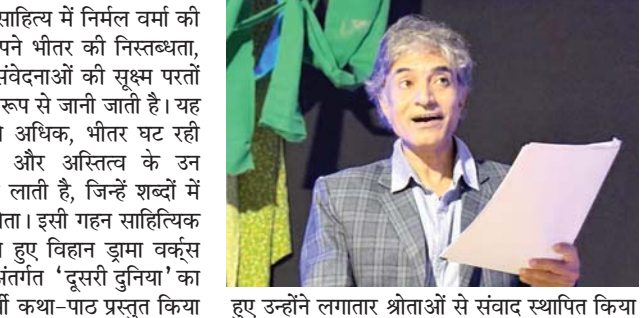 साहित्य में निर्मल वर्मा की
पने भीतर की निस्तब्धता,
संवेदनाओं की सूक्ष्म परतों
रूप से जानी जाती है। यह
अधिक, भीतर घट रही
और अस्तित्व के उन
लाती है, जिन्हें शब्दों में
ोता। इसी गहन साहित्यिक
हुए विहान ड्रामा वर्क्स
अंतर्गत ‘दूसरी दुनिया’ का
कथा-पाठ प्रस्तुत किया
हुए उन्होंने लगातार श्रोताओं से संवाद स्थापित किया